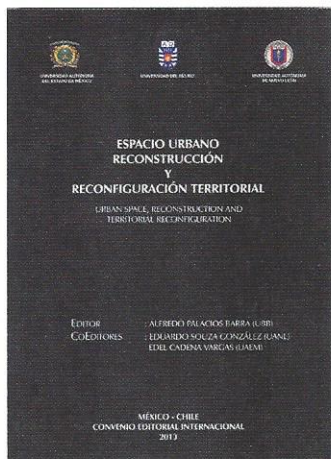 UNIVERSIDAD AUTÓNOMA
DEL ESTADO DE MÉXICO
UNIVERSIDAD DEL BÍO-BÍO
UNIVERSIDAD AUTÓNOMA
DE NUEVO LEÓN
ESPACIO URBANO
RECONSTRUCCIÓN
Y
RECONFIGURACIÓN TERRITORIAL
URBAN SPACE, RECONSTRUCTION AND
TERRITORIAL RECONFIGURATION
EDITOR : ALFREDO PALACIOS BARRA (UBB)
COEDITORES : EDUARDO SOUZA GONZÁLEZ (UANL)
EDEL CADENA VARGAS (UAEM)
MÉXICO - CHILE
CONVENIO EDITORIAL INTERNACIONAL
2013